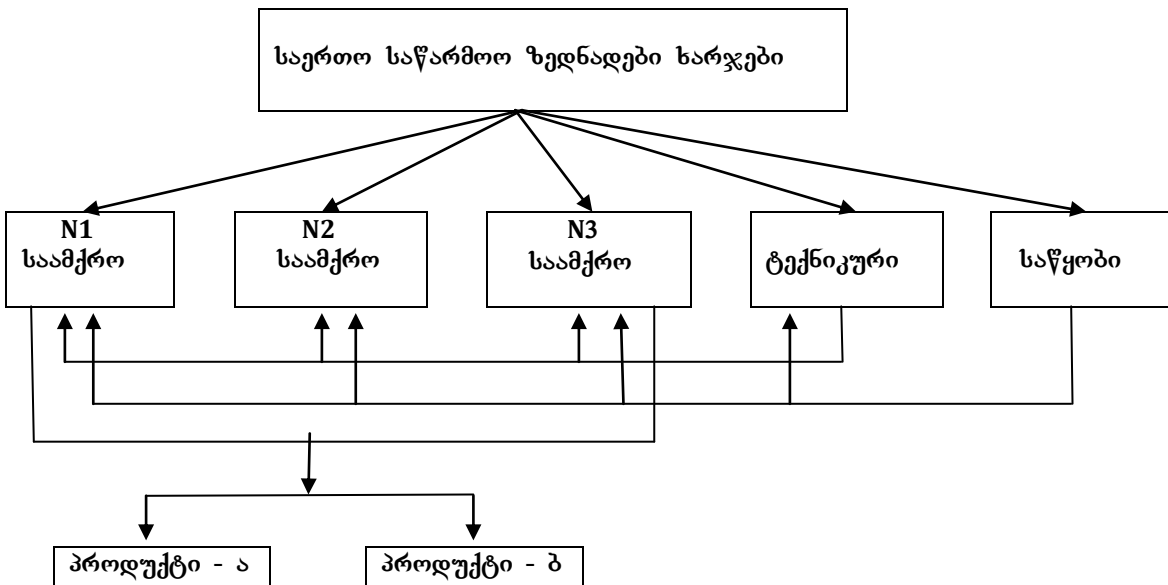 საერთო საწარმოო ზედნადები ხარჯები
N1
საამქრო
N2
საამქრო
N3
საამქრო
ტექნიკური
საწყობი
პროდუქტი - ა
პროდუქტი - ბ